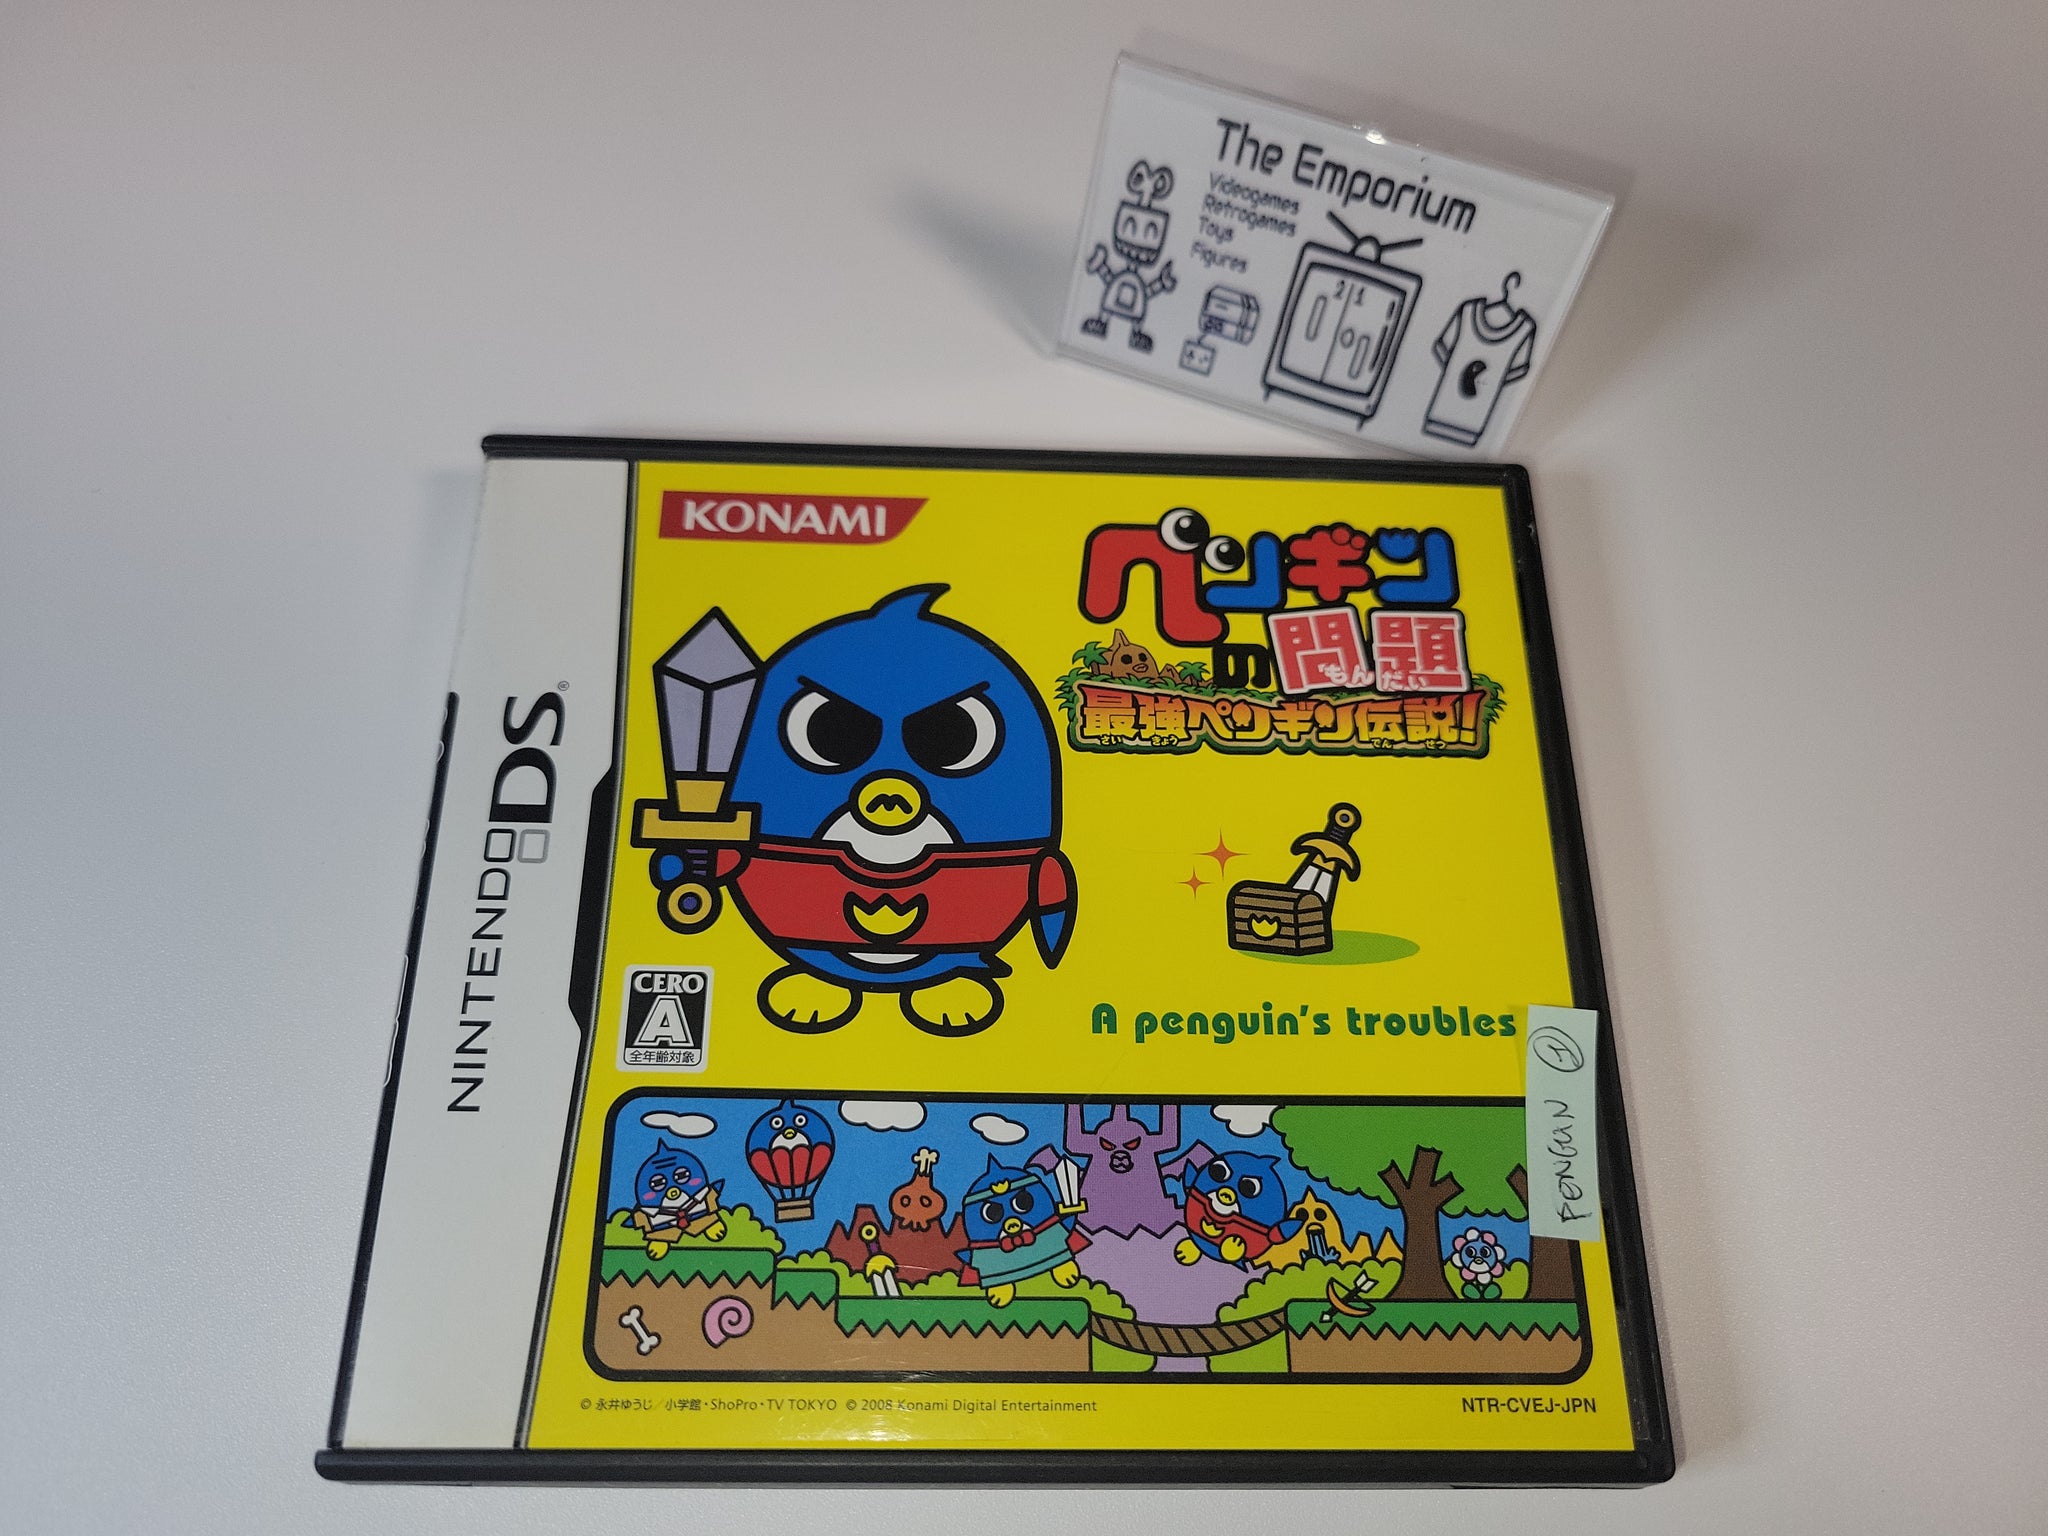 The Emporium
Videogames
Retrogames
Toys
Figures
21
KONAMI
ペンギン
の問題
もんだい
最強ペンギン伝説!
さいきょう でんせつ
NINTENDO DS®
CERO
A
全年齢対象
A penguin's troubles
PENGUN ①
© 永井ゆうじ/小学館・ShoPro・TV TOKYO © 2008 Konami Digital Entertainment
NTR-CVEJ-JPN